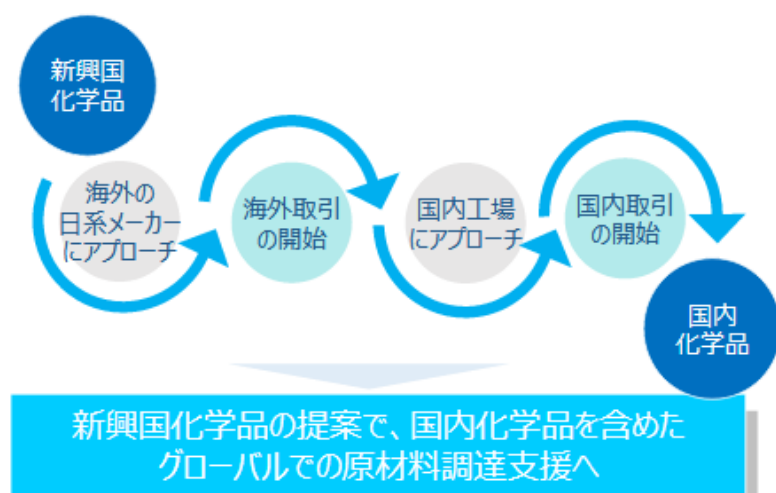 新興国
化学品
海外の
日系メーカー
にアプローチ
海外取引
の開始
国内工場
にアプローチ
国内取引
の開始
国内
化学品
新興国化学品の提案で、国内化学品を含めた
グローバルでの原材料調達支援へ